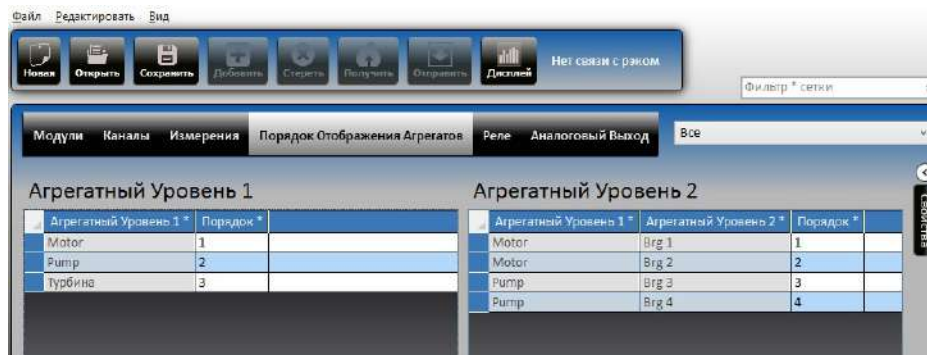 Файл Редактировать Вид
Новая Открыть Сохранить Добавить Стереть Получить Отправить Дисплей Нет связи с рэком
Фильтр * сетки
Модули Каналы Измерения Порядок Отображения Агрегатов Реле Аналоговый Выход Все
Агрегатный Уровень 1 Агрегатный Уровень 2
Агрегатный Уровень 1 * Порядок * Агрегатный Уровень 1 * Агрегатный Уровень 2 * Порядок *
Motor 1 Motor Brg 1 1
Pump 2 Motor Brg 2 2
Турбина 3 Pump Brg 3 3
Pump Brg 4 4
Свойства